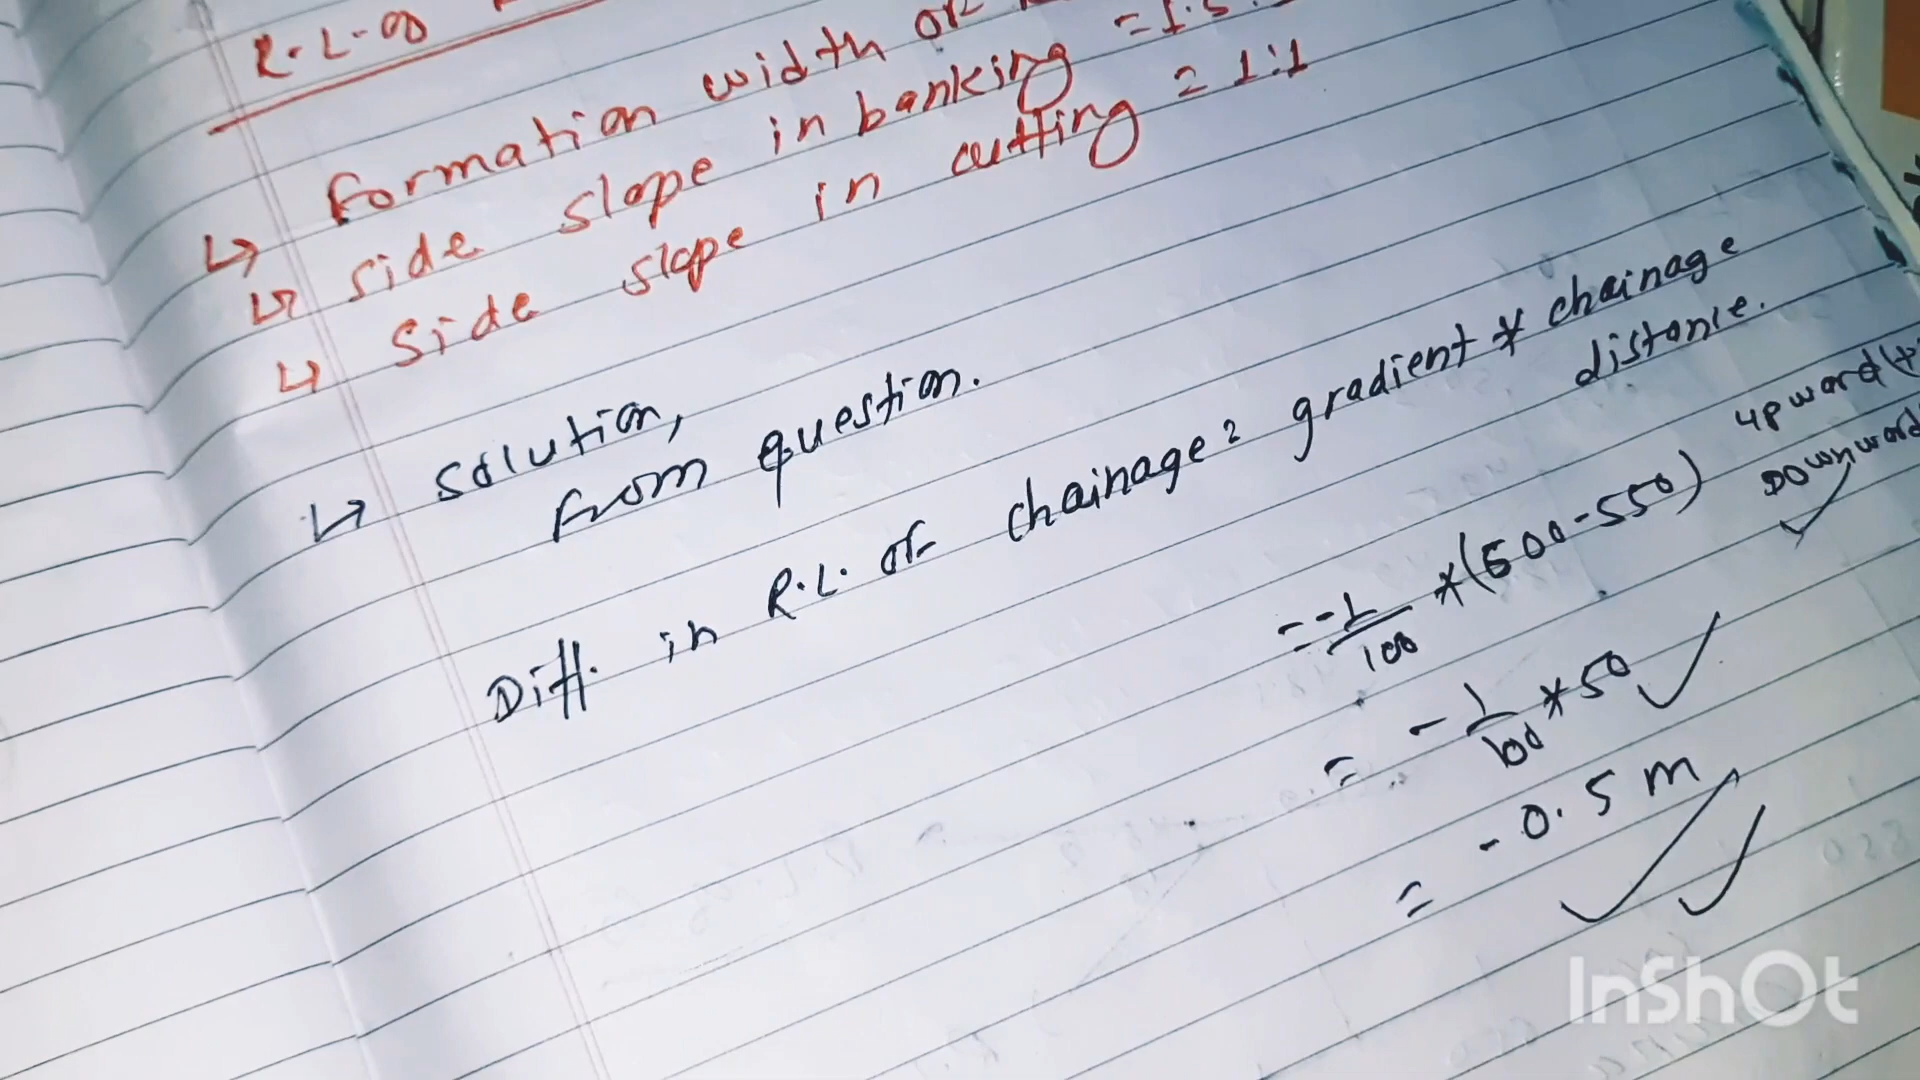 R.L. of
↳ Formation width of
↳ side slope in banking = 1.5:
↳ side slope in cutting = 1:1
↳ solution,
from question.
Diff. in R.L. of chainage = gradient * chainage
distance.
upward (+
= -1/100 * (500-550) Downward
= -1/100 * 50
= -0.5 m
InShOt